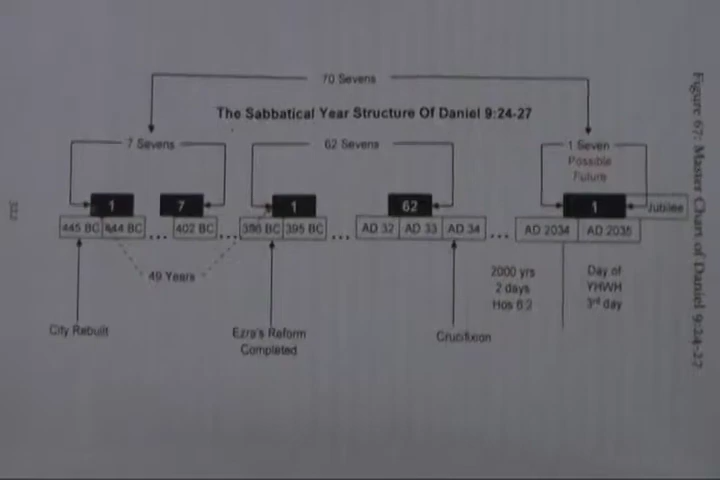 70 Sevens
The Sabbatical Year Structure Of Daniel 9:24-27
7 Sevens
62 Sevens
1 Seven
Possible
Future
1
7
1
62
1
Jubilee
445 BC
444 BC
...
402 BC
...
396 BC
395 BC
...
AD 32
AD 33
AD 34
...
AD 2034
AD 2035
49 Years
2000 yrs
2 days
Hos 6:2
Day of
YHWH
3rd day
City Rebuilt
Ezra's Reform
Completed
Crucifixion
Figure 67: Master Chart of Daniel 9:24-27